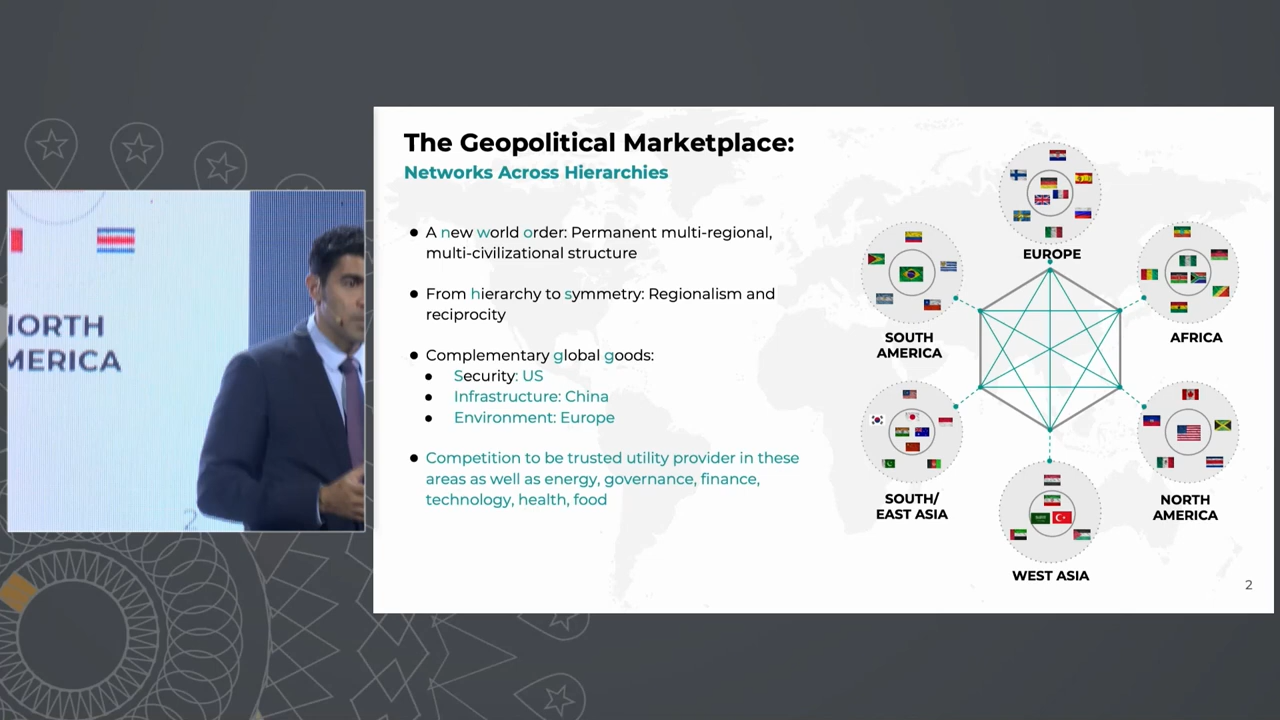 The Geopolitical Marketplace:
Networks Across Hierarchies
● A new world order: Permanent multi-regional,
multi-civilizational structure
● From hierarchy to symmetry: Regionalism and
reciprocity
● Complementary global goods:
● Security: US
● Infrastructure: China
● Environment: Europe
● Competition to be trusted utility provider in these
areas as well as energy, governance, finance,
technology, health, food
EUROPE
SOUTH
AMERICA
AFRICA
SOUTH/
EAST ASIA
NORTH
AMERICA
WEST ASIA
2
NORTH
MERICA
2